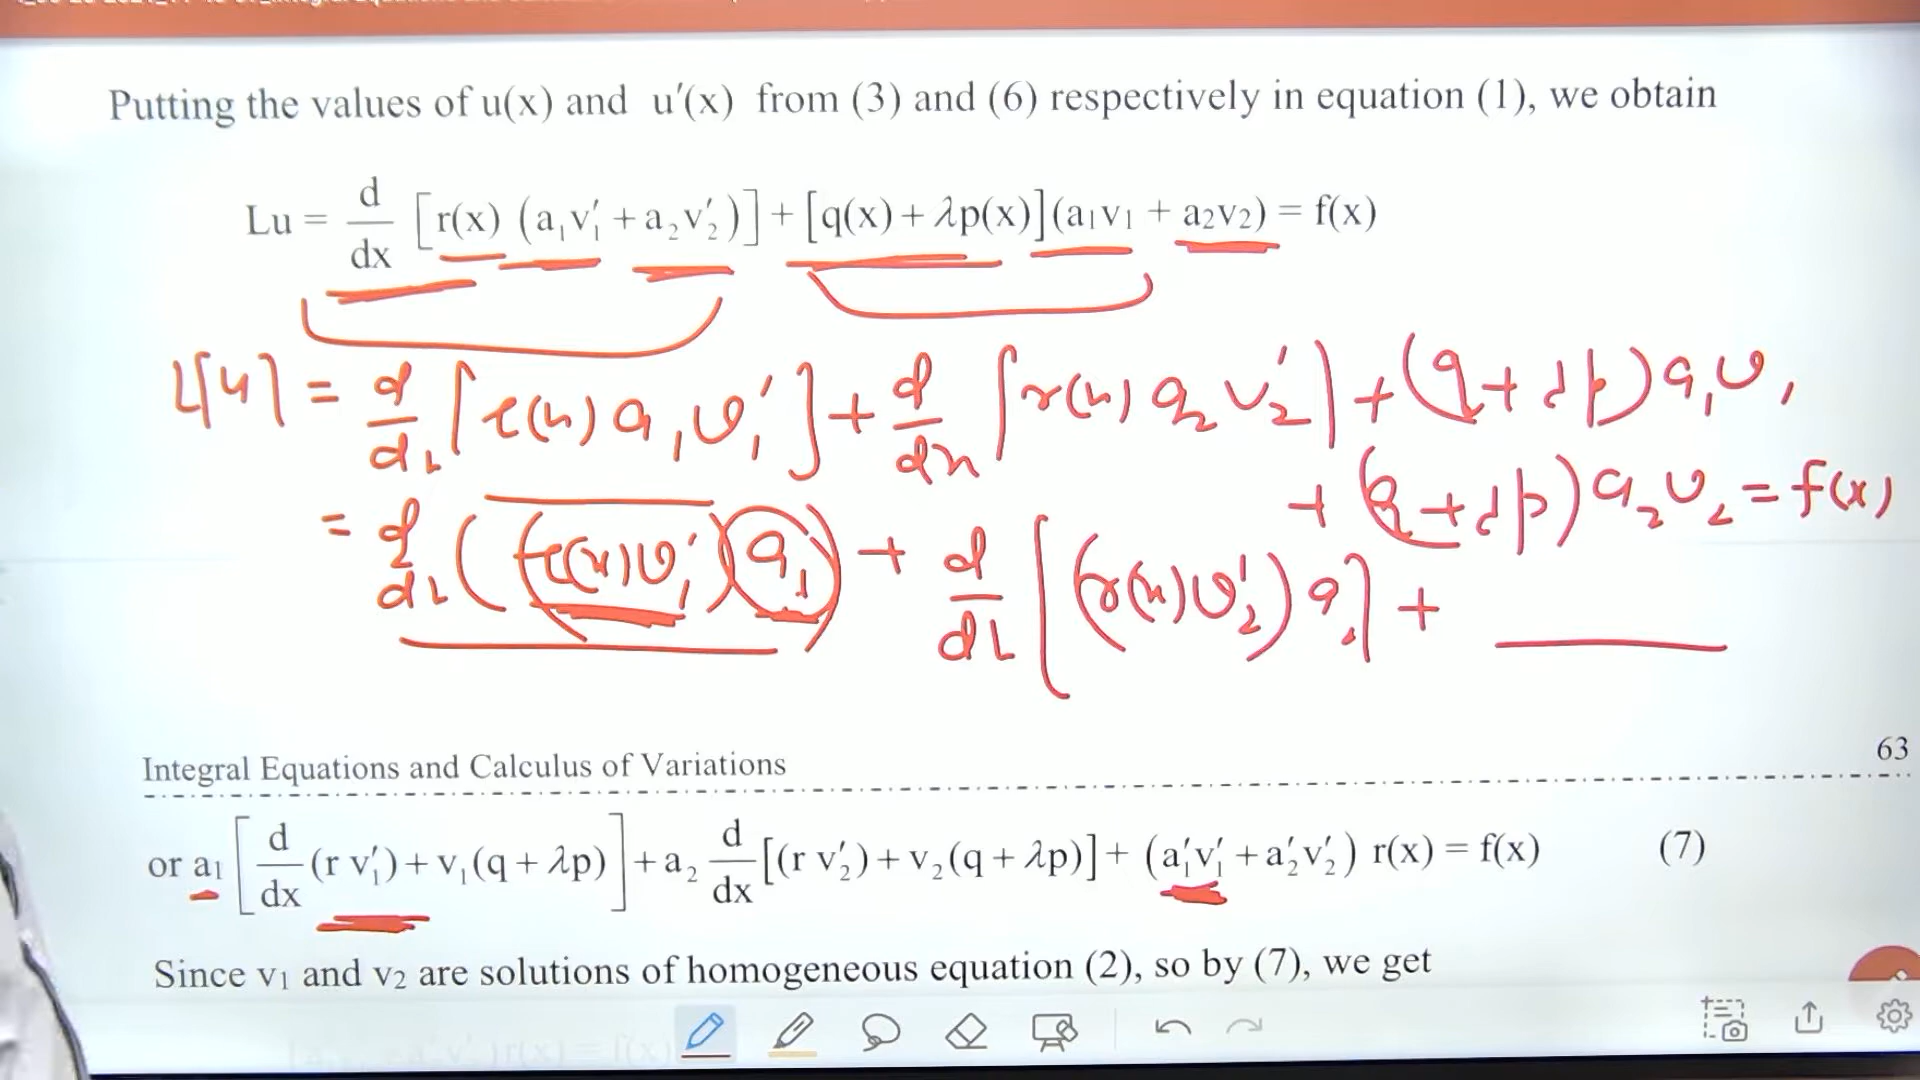 Putting the values of u(x) and u′(x) from (3) and (6) respectively in equation (1), we obtain
Lu = d/dx [r(x) (a₁v₁′ + a₂v₂′)] + [q(x) + λp(x)](a₁v₁ + a₂v₂) = f(x)
L[u] = d/dx [r(x) a₁v₁′] + d/dx [r(x) a₂v₂′] + (q + λp) a₁v₁
+ (q + λp) a₂v₂ = f(x)
= d/dx ((r(x)v₁′) a₁) + d/dx [(r(x)v₂′) a₂] +
Integral Equations and Calculus of Variations 63
or a₁ [d/dx (r v₁′) + v₁(q + λp)] + a₂ d/dx [(r v₂′) + v₂(q + λp)] + (a₁′v₁′ + a₂′v₂′) r(x) = f(x) (7)
Since v₁ and v₂ are solutions of homogeneous equation (2), so by (7), we get